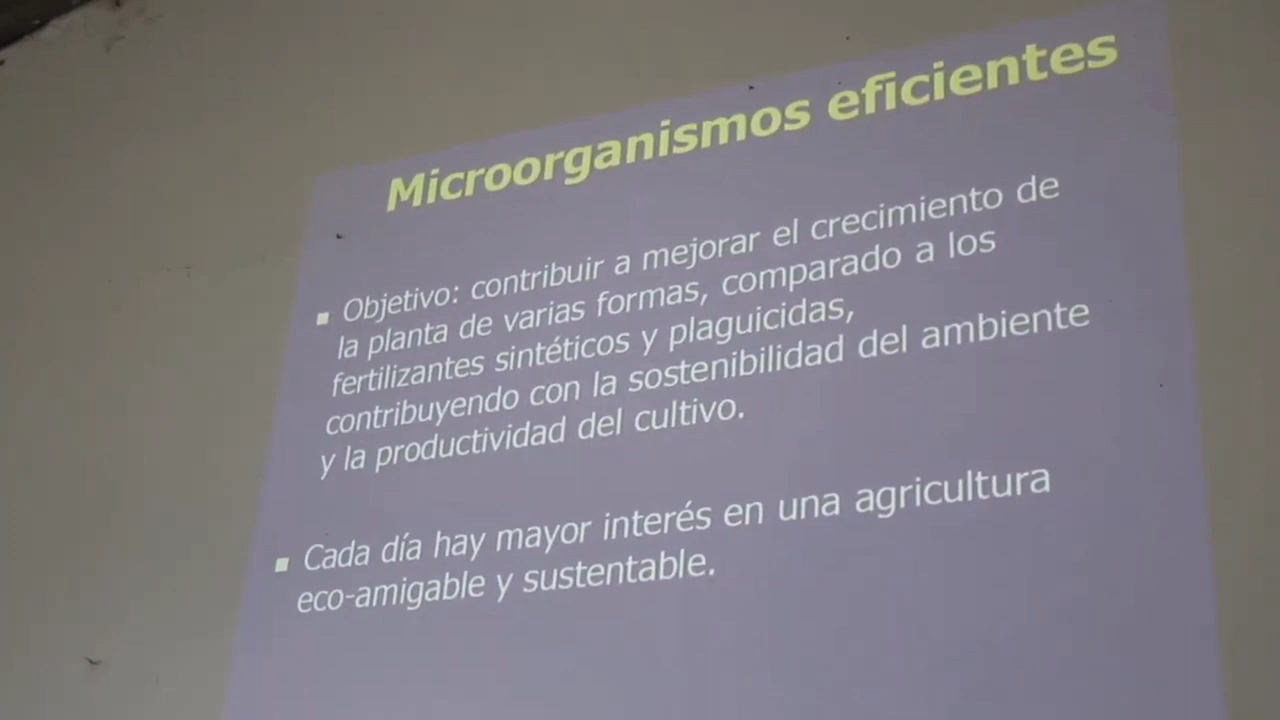 Microorganismos eficientes
▪ Objetivo: contribuir a mejorar el crecimiento de
la planta de varias formas, comparado a los
fertilizantes sintéticos y plaguicidas,
contribuyendo con la sostenibilidad del ambiente
y la productividad del cultivo.
▪ Cada día hay mayor interés en una agricultura
eco-amigable y sustentable.